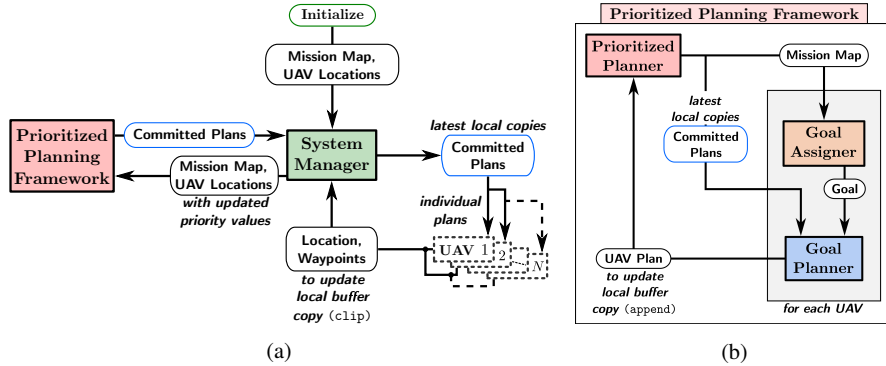 Initialize
Mission Map,
UAV Locations
Prioritized
Planning
Framework
Committed Plans
System
Manager
Mission Map,
UAV Locations
with updated
priority values
latest local copies
Committed
Plans
individual
plans
UAV 1
2
N
Location,
Waypoints
to update
local buffer
copy (clip)
(a)
Prioritized Planning Framework
Prioritized
Planner
Mission Map
latest
local copies
Committed
Plans
Goal
Assigner
Goal
Goal
Planner
UAV Plan
to update
local buffer
copy (append)
for each UAV
(b)